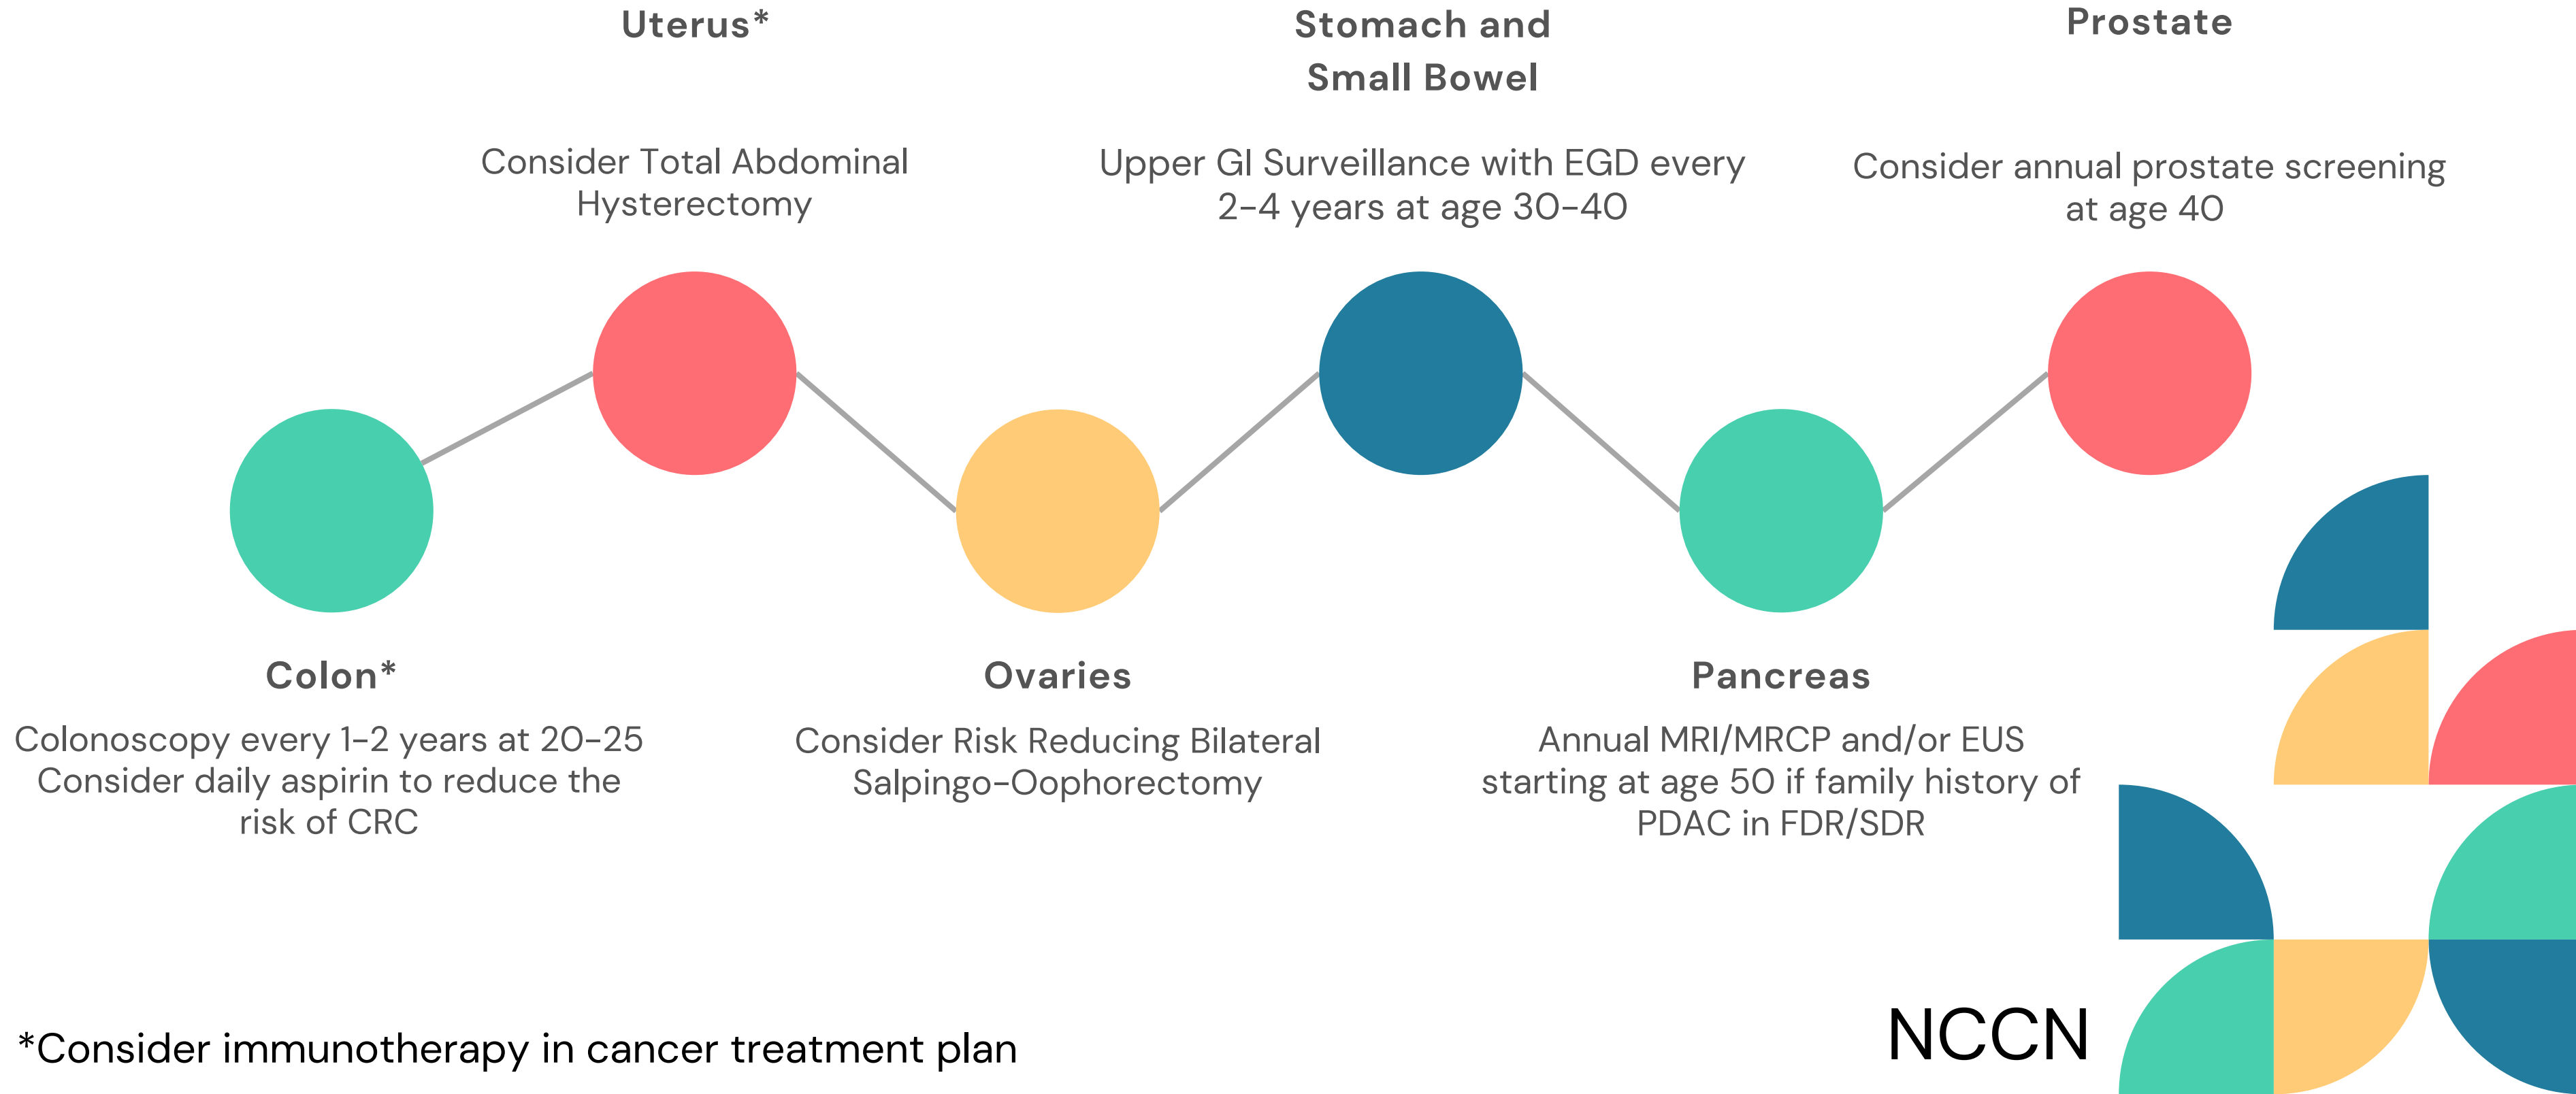 Uterus*
Consider Total Abdominal
Hysterectomy
Stomach and
Small Bowel
Upper GI Surveillance with EGD every
2-4 years at age 30-40
Prostate
Consider annual prostate screening
at age 40
Colon*
Colonoscopy every 1-2 years at 20-25
Consider daily aspirin to reduce the
risk of CRC
Ovaries
Consider Risk Reducing Bilateral
Salpingo-Oophorectomy
Pancreas
Annual MRI/MRCP and/or EUS
starting at age 50 if family history of
PDAC in FDR/SDR
*Consider immunotherapy in cancer treatment plan
NCCN